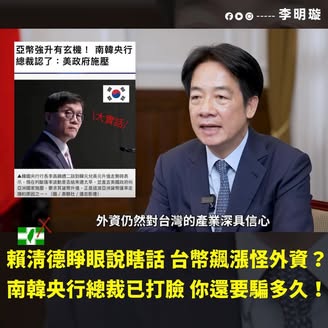 李明璇
亞幣強升有玄機！ 南韓央行
總裁認了：美政府施壓
大實話
外資仍然對台灣的產業深具信心
賴清德睜眼說瞎話 台幣飆漲怪外資？
南韓央行總裁已打臉 你還要騙多久！